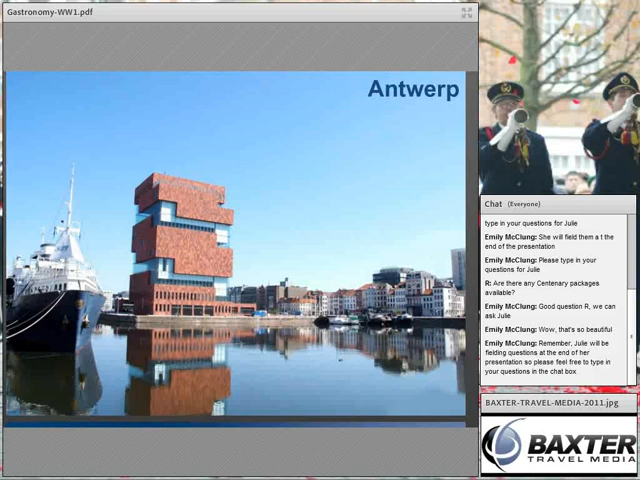 Gastronomy-WW1.pdf
Antwerp
Chat (Everyone)
type in your questions for Julie
Emily McClung: She will field them a t the
end of the presentation
Emily McClung: Please type in your
questions for Julie
R: Are there any Centenary packages
available?
Emily McClung: Good question R, we can
ask Julie
Emily McClung: Wow, that's so beautiful
Emily McClung: Remember, Julie will be
fielding questions at the end of her
presentation so please feel free to type in
your questions in the chat box
BAXTER-TRAVEL-MEDIA-2011.jpg
BAXTER
TRAVEL MEDIA